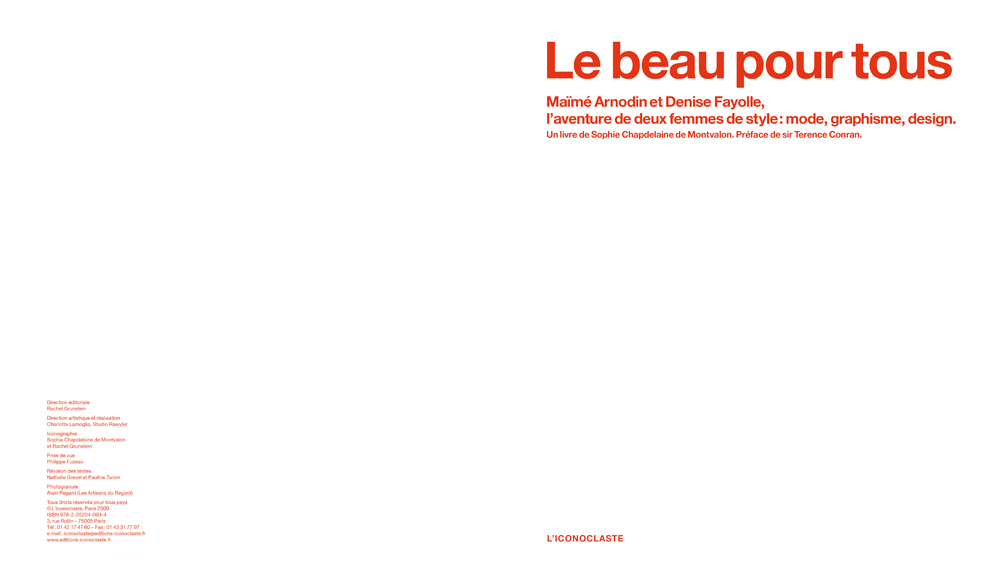 Le beau pour tous
Maïmé Arnodin et Denise Fayolle,
l'aventure de deux femmes de style : mode, graphisme, design.
Un livre de Sophie Chapdelaine de Montvalon. Préface de sir Terence Conran.
Direction éditoriale
Rachel Grunstein
Direction artistique et réalisation
Charlotte Lamoglia, Studio Rawyler
Iconographie
Sophie Chapdelaine de Montvalon
et Rachel Grunstein
Prise de vue
Philippe Fuzeau
Révision des textes
Nathalie Grevet et Pauline Tanon
Photogravure
Alain Regard (Les Artisans du Regard)
Tous droits réservés pour tous pays
© L'Iconoclaste, Paris 2009
ISBN 978-2-35204-093-4
3, rue Rollin – 75005 Paris
Tél : 01 42 17 47 80 – Fax : 01 43 31 77 97
e.mail : iconoclaste@editions-iconoclaste.fr
www.editions-iconoclaste.fr
L'ICONOCLASTE